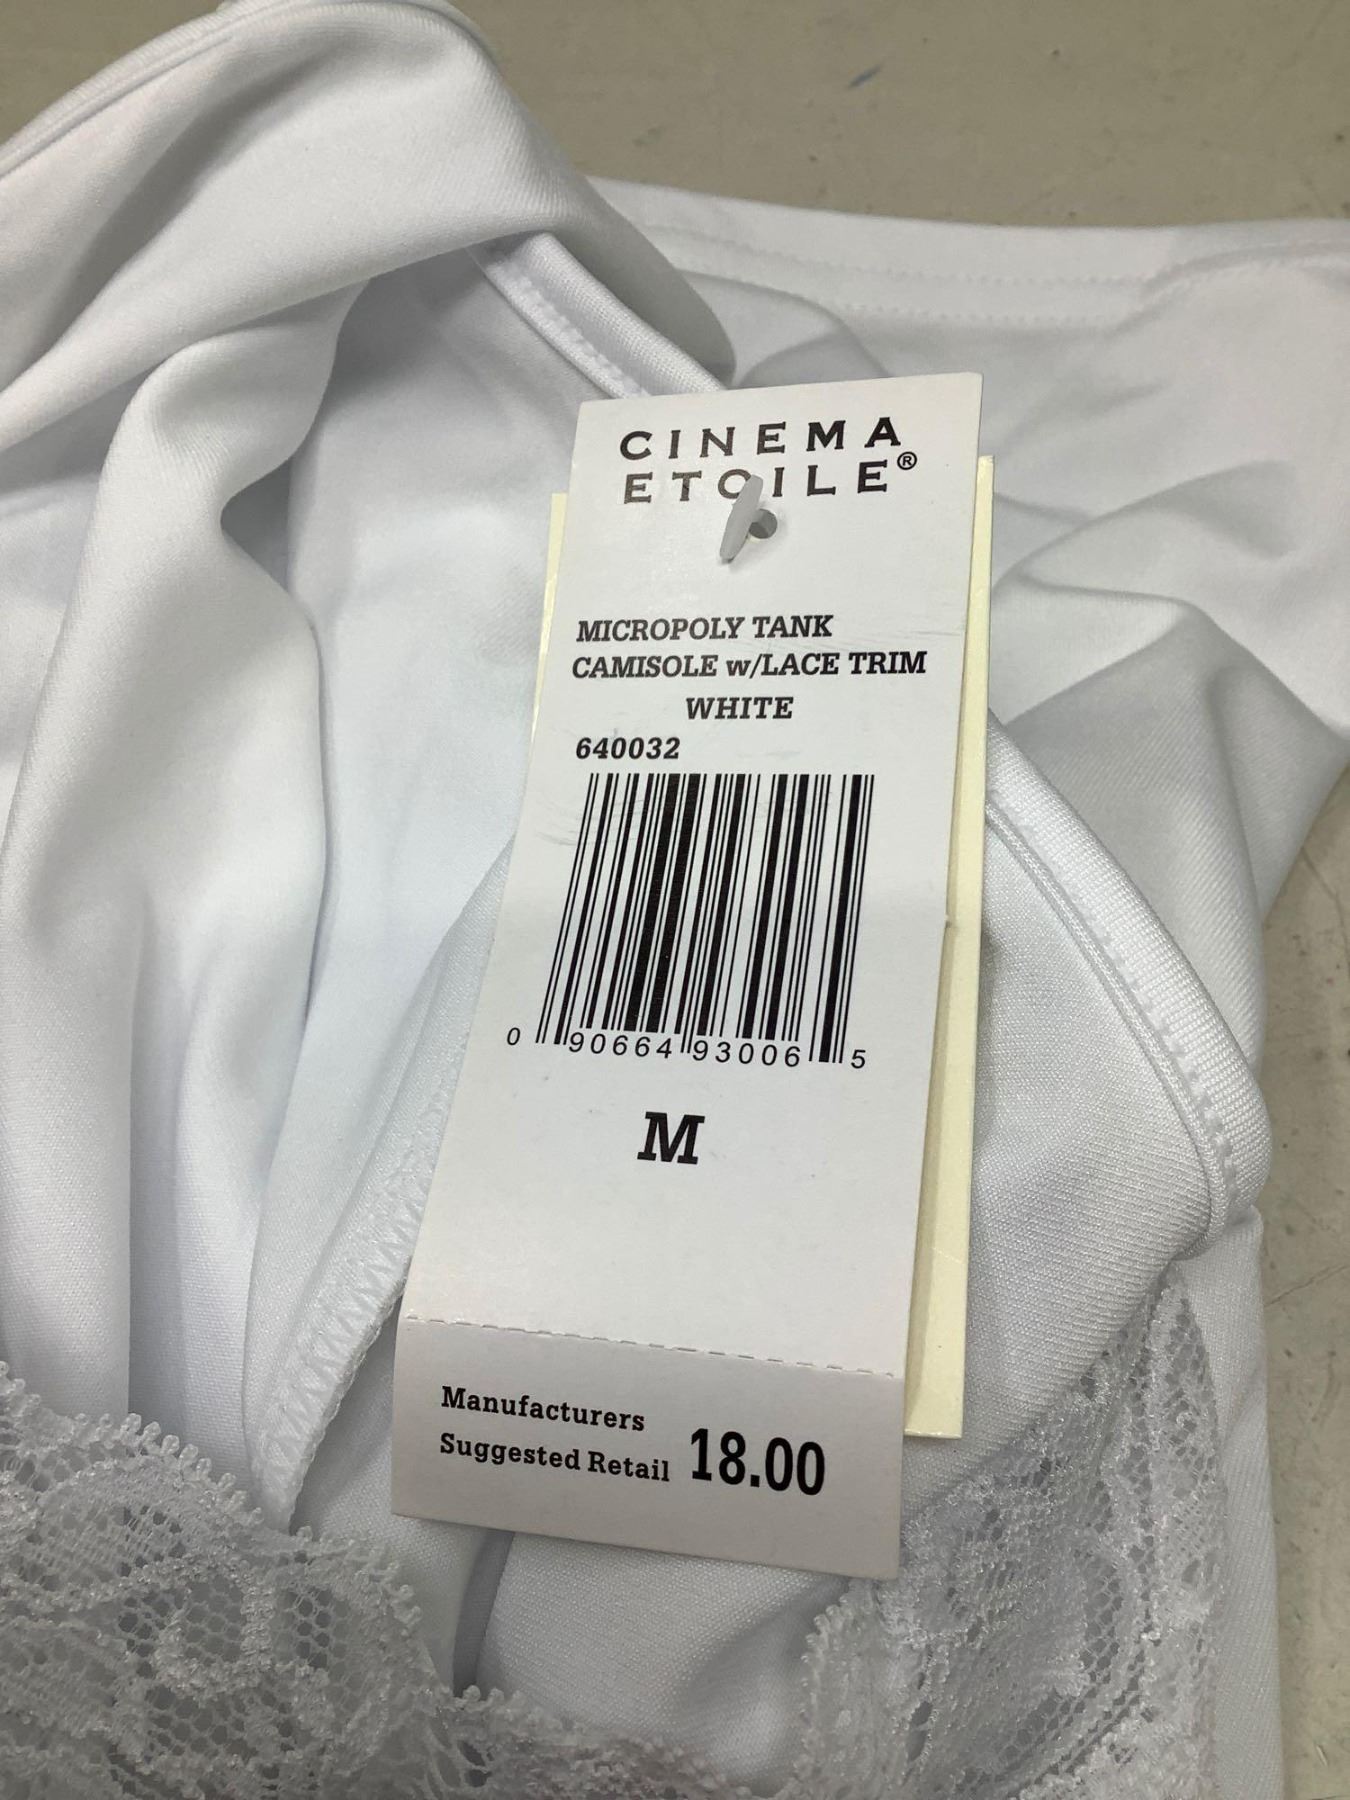 CINEMA
ETOILE®
MICROPOLY TANK
CAMISOLE w/LACE TRIM
WHITE
640032
0 90664 93006 5
M
Manufacturers
Suggested Retail 18.00